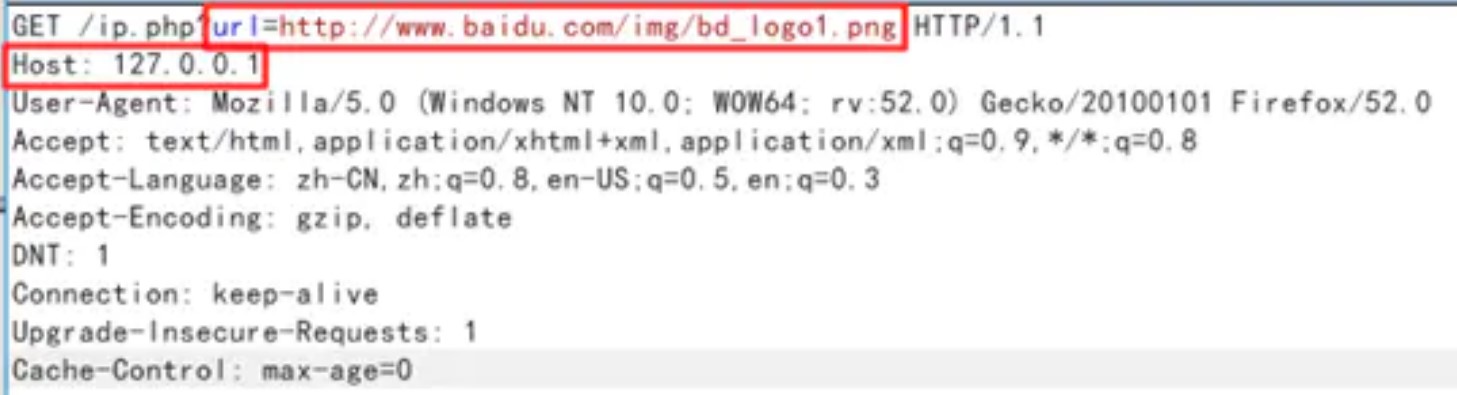 GET /ip.php?url=http://www.baidu.com/img/bd_logo1.png HTTP/1.1
Host: 127.0.0.1
User-Agent: Mozilla/5.0 (Windows NT 10.0; WOW64; rv:52.0) Gecko/20100101 Firefox/52.0
Accept: text/html,application/xhtml+xml,application/xml;q=0.9,*/*;q=0.8
Accept-Language: zh-CN,zh;q=0.8,en-US;q=0.5,en;q=0.3
Accept-Encoding: gzip, deflate
DNT: 1
Connection: keep-alive
Upgrade-Insecure-Requests: 1
Cache-Control: max-age=0